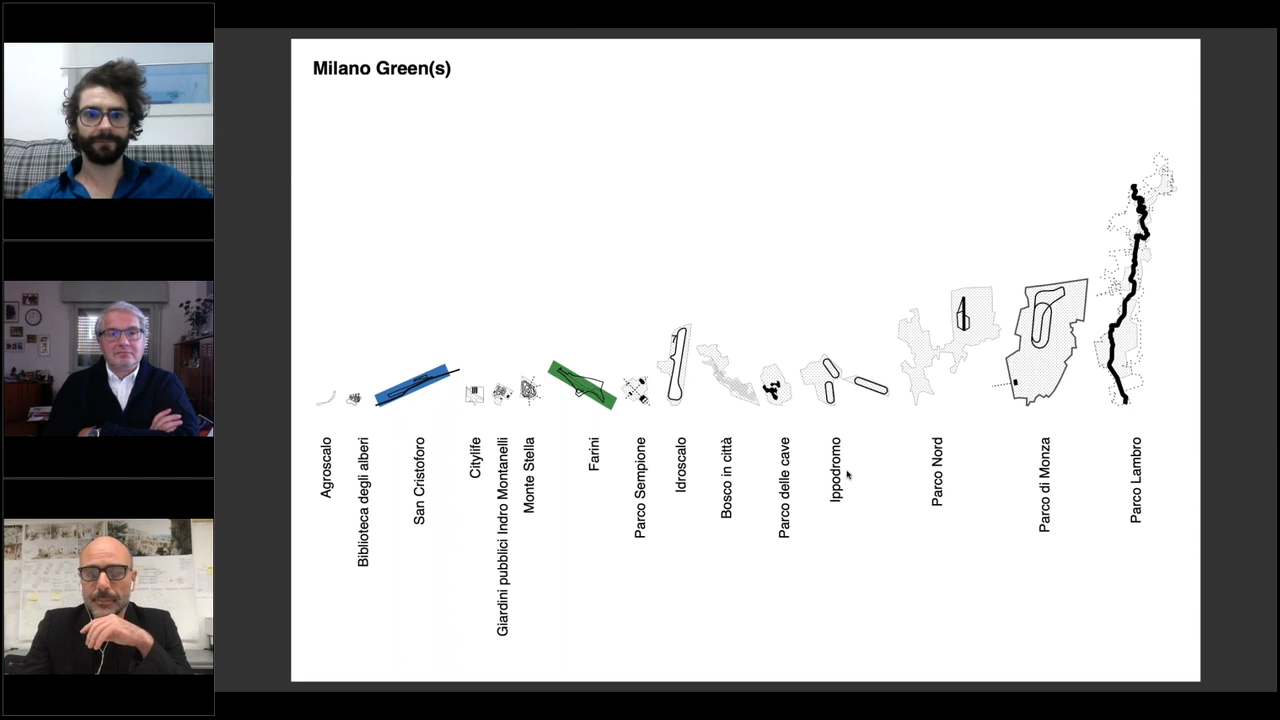 Milano Green(s)
Agroscalo
Biblioteca degli alberi
San Cristoforo
Citylife
Giardini pubblici Indro Montanelli
Monte Stella
Farini
Parco Sempione
Idroscalo
Bosco in città
Parco delle cave
Ippodromo
Parco Nord
Parco di Monza
Parco Lambro